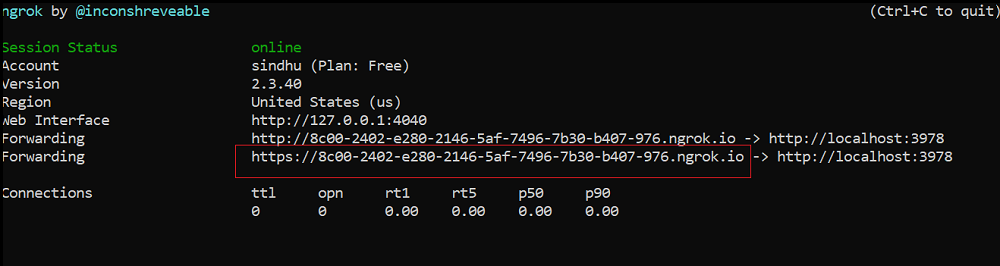 ngrok by @inconshreveable (Ctrl+C to quit)
Session Status online
Account sindhu (Plan: Free)
Version 2.3.40
Region United States (us)
Web Interface http://127.0.0.1:4040
Forwarding http://8c00-2402-e280-2146-5af-7496-7b30-b407-976.ngrok.io -> http://localhost:3978
Forwarding https://8c00-2402-e280-2146-5af-7496-7b30-b407-976.ngrok.io -> http://localhost:3978
Connections ttl opn rt1 rt5 p50 p90
0 0 0.00 0.00 0.00 0.00